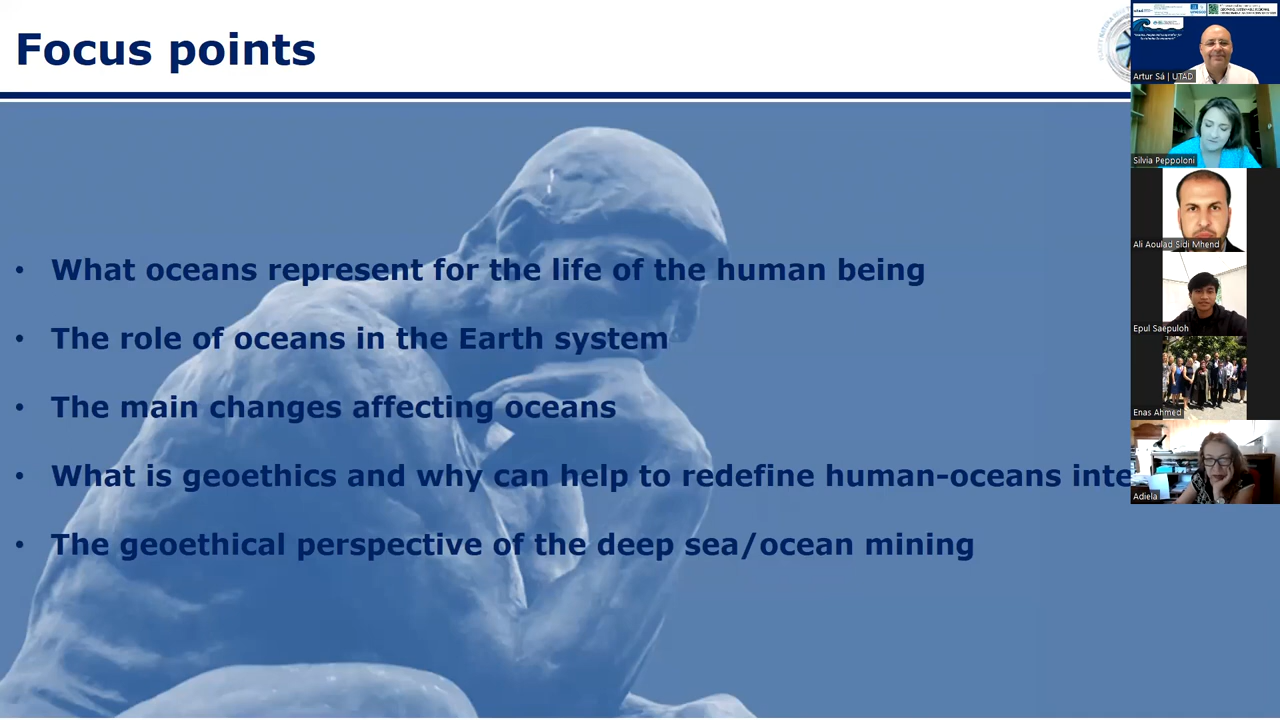 Focus points
• What oceans represent for the life of the human being
• The role of oceans in the Earth system
• The main changes affecting oceans
• What is geoethics and why can help to redefine human-oceans inte
• The geoethical perspective of the deep sea/ocean mining
Artur Sá | UTAD
Silvia Peppoloni
Ali Aoulad Sidi Mhend
Epul Saepuloh
Enas Ahmed
Adiela